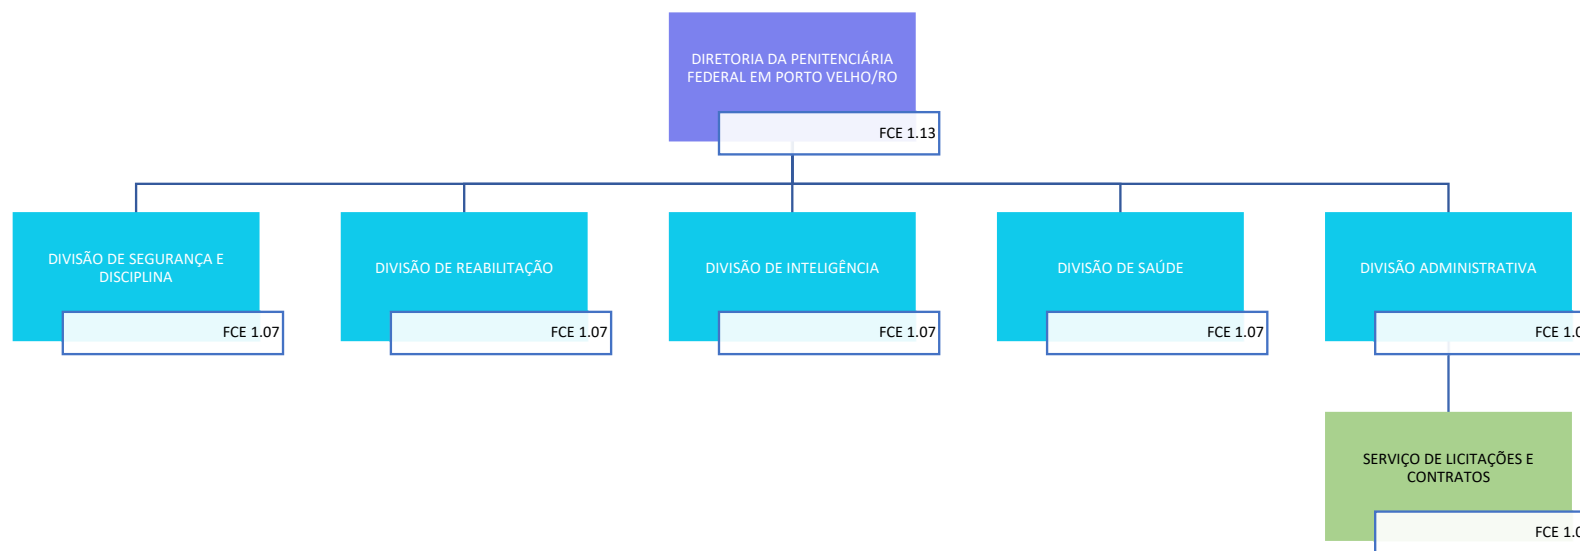 DIRETORIA DA PENITENCIÁRIA
FEDERAL EM PORTO VELHO/RO
FCE 1.13
DIVISÃO DE SEGURANÇA E
DISCIPLINA
FCE 1.07
DIVISÃO DE REABILITAÇÃO
FCE 1.07
DIVISÃO DE INTELIGÊNCIA
FCE 1.07
DIVISÃO DE SAÚDE
FCE 1.07
DIVISÃO ADMINISTRATIVA
FCE
SERVIÇO DE LICITAÇÕES E
CONTRATOS
FCE